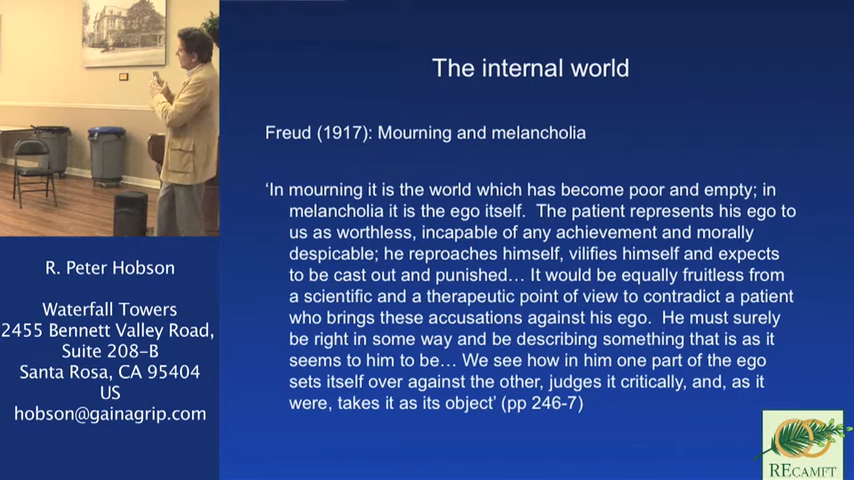 R. Peter Hobson
Waterfall Towers
2455 Bennett Valley Road,
Suite 208-B
Santa Rosa, CA 95404
US
hobson@gainagrip.com
The internal world
Freud (1917): Mourning and melancholia
‘In mourning it is the world which has become poor and empty; in
melancholia it is the ego itself.  The patient represents his ego to
us as worthless, incapable of any achievement and morally
despicable; he reproaches himself, vilifies himself and expects
to be cast out and punished… It would be equally fruitless from
a scientific and a therapeutic point of view to contradict a patient
who brings these accusations against his ego.  He must surely
be right in some way and be describing something that is as it
seems to him to be… We see how in him one part of the ego
sets itself over against the other, judges it critically, and, as it
were, takes it as its object’ (pp 246-7)
RECAMFT